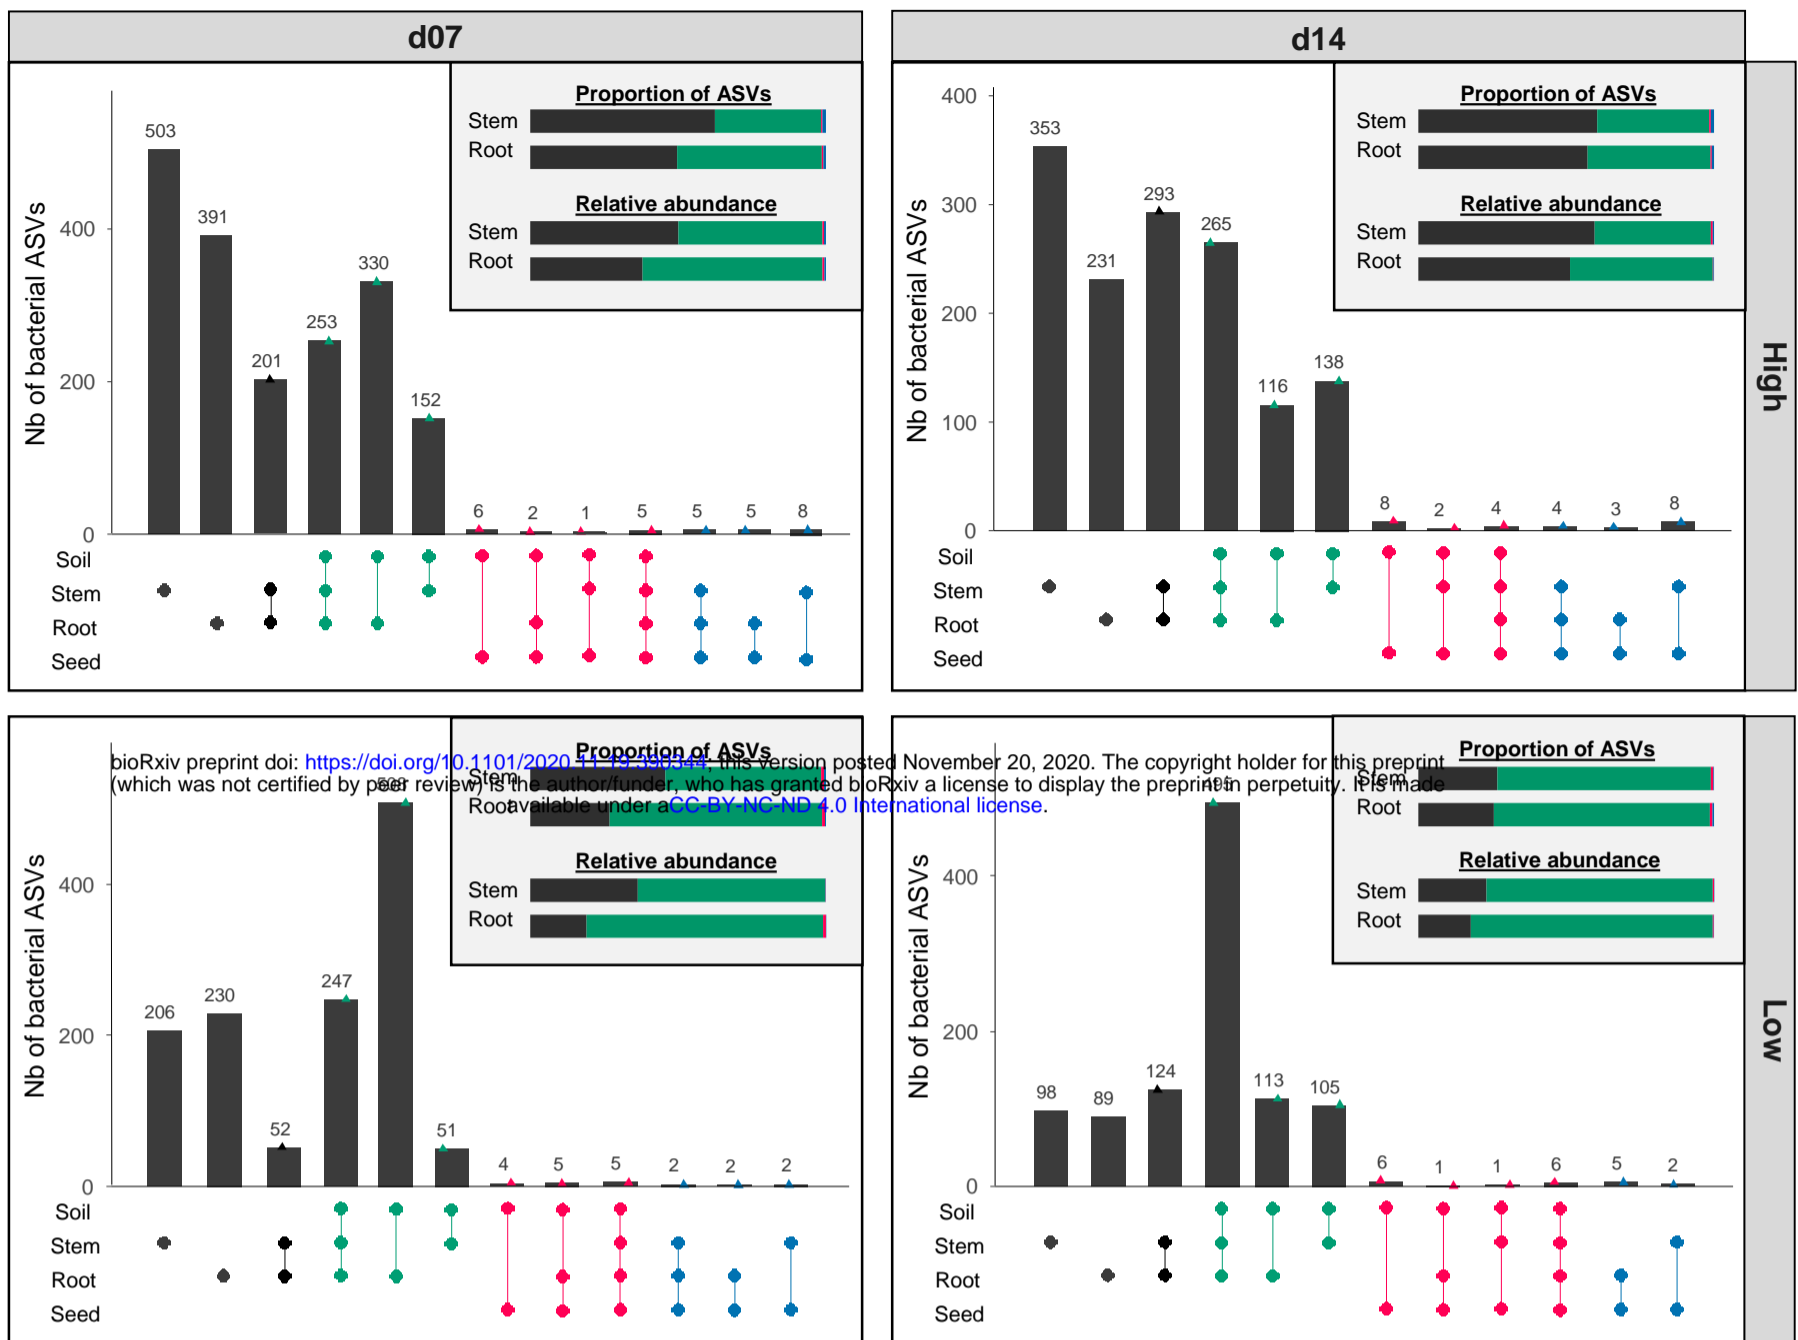 d07
d14
High
Low
Nb of bacterial ASVs
400
200
0
503
391
201
253
330
152
6
2
1
5
5
5
8
Soil
Stem
Root
Seed
Proportion of ASVs
Stem
Root
Relative abundance
Stem
Root
Nb of bacterial ASVs
400
300
200
100
0
353
231
293
265
116
138
8
2
4
4
3
8
Soil
Stem
Root
Seed
Proportion of ASVs
Stem
Root
Relative abundance
Stem
Root
bioRxiv preprint doi: https://doi.org/10.1101/2020.11.19.390344; this version posted November 20, 2020. The copyright holder for this preprint
(which was not certified by peer review) is the author/funder, who has granted bioRxiv a license to display the preprint in perpetuity. It is made
available under aCC-BY-NC-ND 4.0 International license.
Nb of bacterial ASVs
400
200
0
206
230
52
247
51
4
5
5
2
2
2
Soil
Stem
Root
Seed
Proportion of ASVs
Stem
Root
Relative abundance
Stem
Root
Nb of bacterial ASVs
400
200
0
98
89
124
495
113
105
6
1
1
6
5
2
Soil
Stem
Root
Seed
Proportion of ASVs
Stem
Root
Relative abundance
Stem
Root